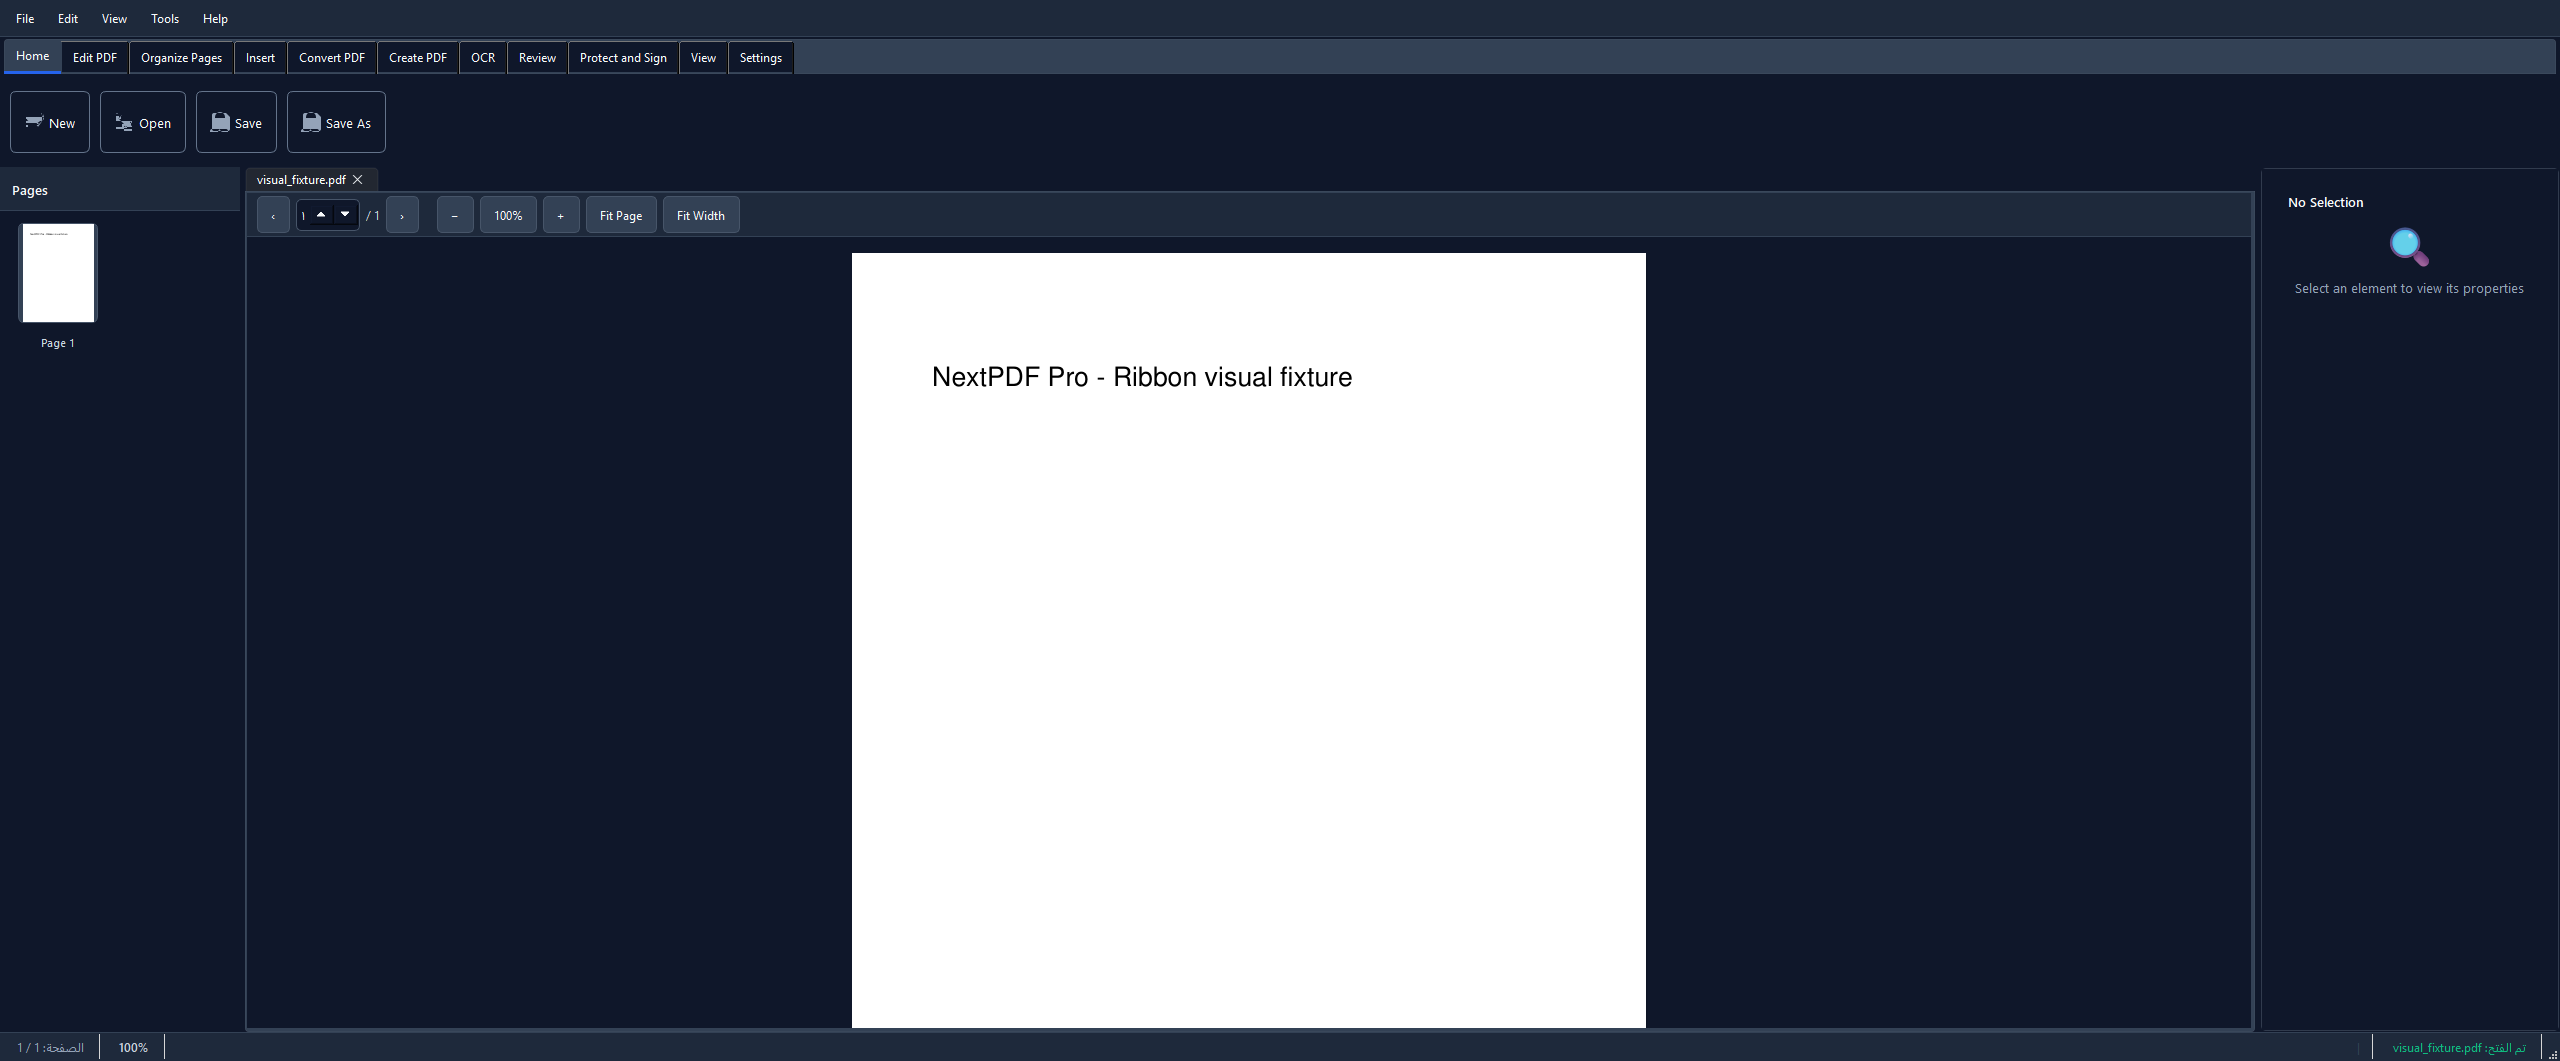 File Edit View Tools Help
Home Edit PDF Organize Pages Insert Convert PDF Create PDF OCR Review Protect and Sign View Settings
New Open Save Save As
Pages
visual_fixture.pdf
‹ ١ / 1 › − 100% + Fit Page Fit Width
No Selection
Select an element to view its properties
Page 1
NextPDF Pro - Ribbon visual fixture
الصفحة: 1 / 1
100%
تم الفتح: visual_fixture.pdf